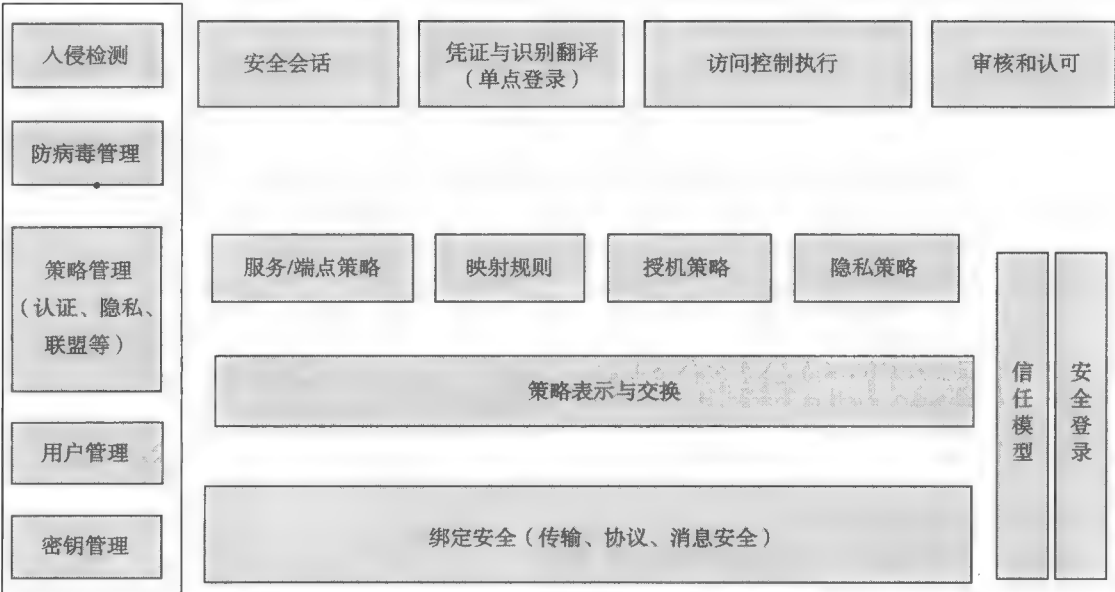 入侵检测
防病毒管理
策略管理
(认证、隐私、
联盟等)
用户管理
密钥管理
安全会话
凭证与识别翻译
(单点登录)
访问控制执行
审核和认可
服务/端点策略
映射规则
授机策略
隐私策略
策略表示与交换
绑定安全(传输、协议、消息安全)
信任模型
安全登录